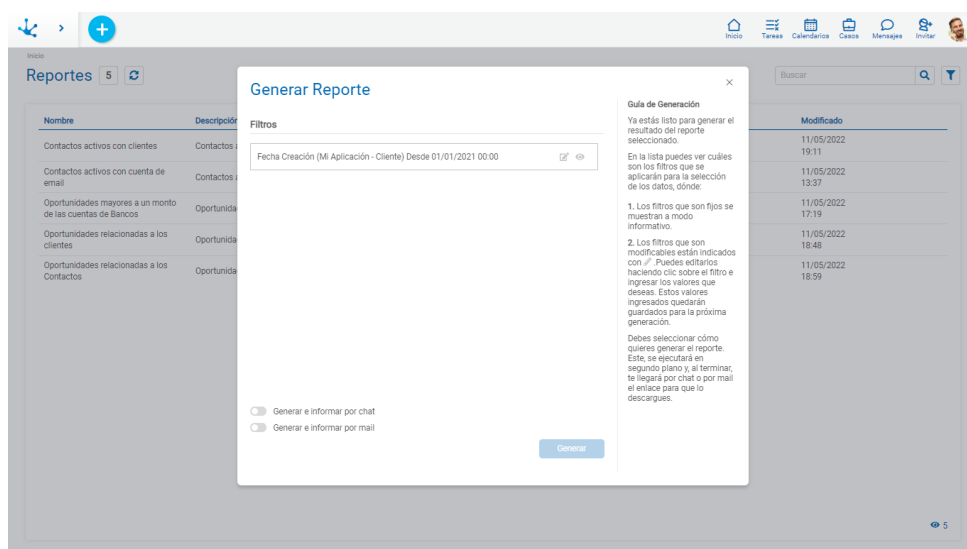 Inicio
Tareas
Calendarios
Casos
Mensajes
Invitar
Inicio
Reportes 5
Buscar
Nombre
Descripción
Modificado
Contactos activos con clientes
Contactos
11/05/2022
19:11
Contactos activos con cuenta de
email
Contactos
11/05/2022
13:37
Oportunidades mayores a un monto
de las cuentas de Bancos
Oportunida
11/05/2022
17:19
Oportunidades relacionadas a los
clientes
Oportunida
11/05/2022
18:48
Oportunidades relacionadas a los
Contactos
Oportunida
11/05/2022
18:59
Generar Reporte
×
Filtros
Fecha Creación (Mi Aplicación - Cliente) Desde 01/01/2021 00:00
Generar e informar por chat
Generar e informar por mail
Generar
Guía de Generación
Ya estás listo para generar el
resultado del reporte
seleccionado.
En la lista puedes ver cuáles
son los filtros que se
aplicarán para la selección
de los datos, dónde:
1. Los filtros que son fijos se
muestran a modo
informativo.
2. Los filtros que son
modificables están indicados
con .Puedes editarlos
haciendo clic sobre el filtro e
ingresar los valores que
deseas. Estos valores
ingresados quedarán
guardados para la próxima
generación.
Debes seleccionar cómo
quieres generar el reporte.
Este, se ejecutará en
segundo plano y, al terminar,
te llegará por chat o por mail
el enlace para que lo
descargues.
5